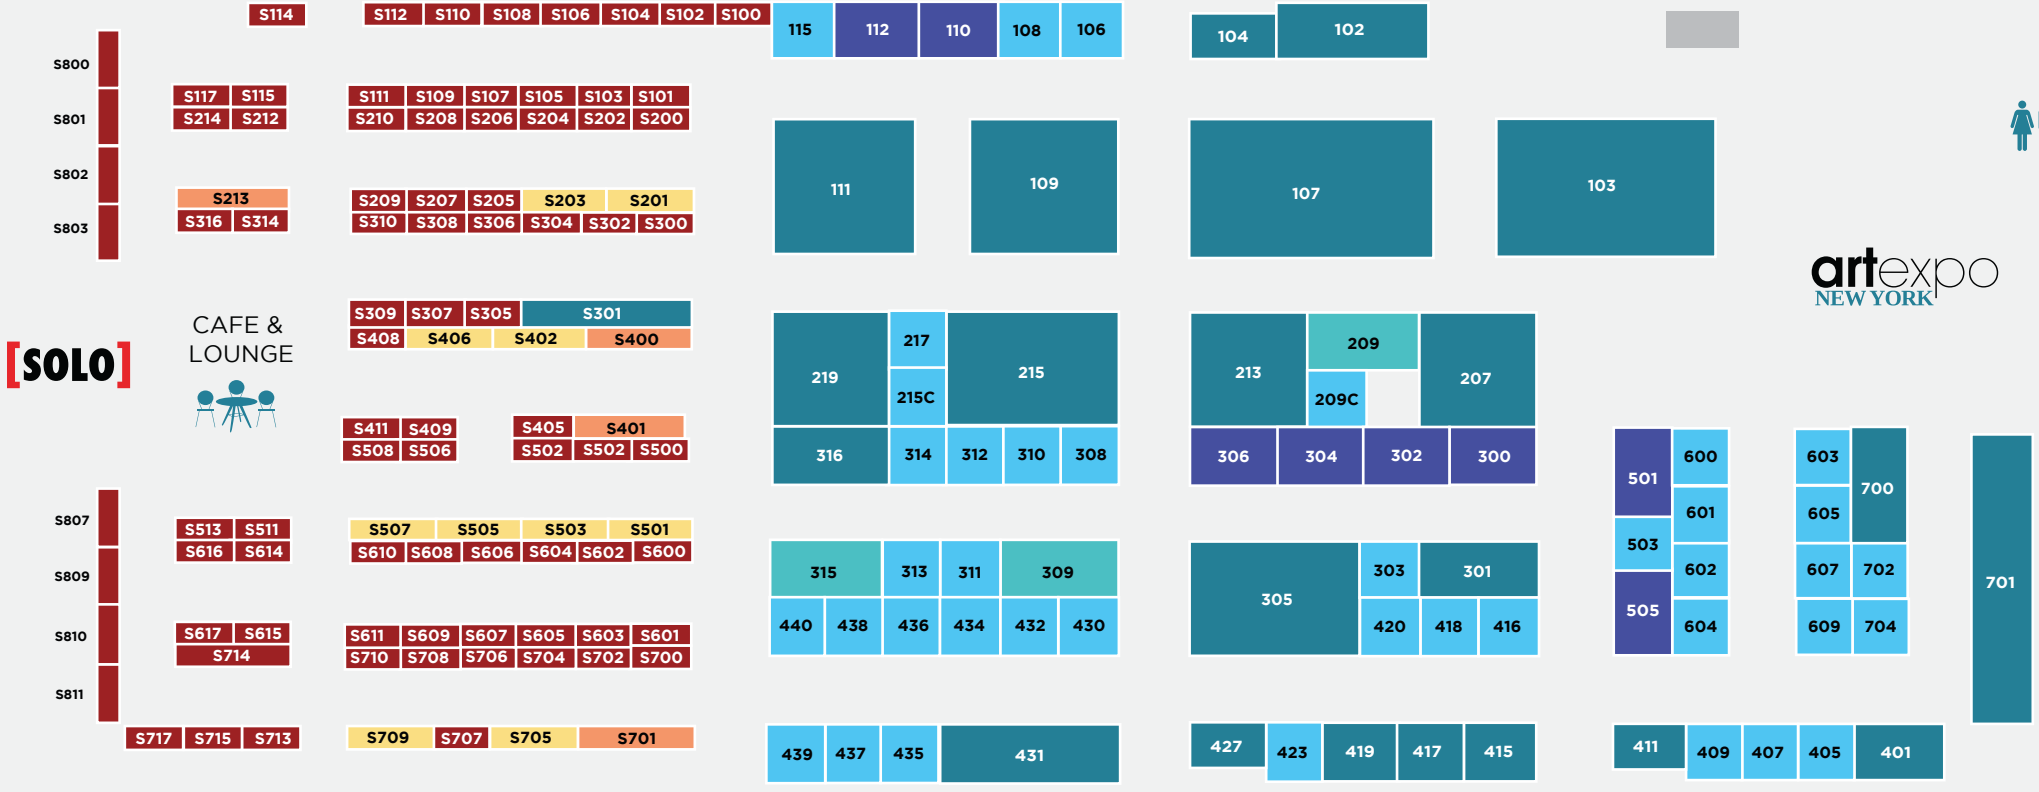 S114
S112 S110 S108 S106 S104 S102 S100
115 112 110 108 106
104 102
S800
S801
S802
S803
S117 S115
S214 S212
S111 S109 S107 S105 S103 S101
S210 S208 S206 S204 S202 S200
S213
S316 S314
S209 S207 S205 S203 S201
S310 S308 S306 S304 S302 S300
111 109 107 103
artexpo
NEW YORK
S309 S307 S305 S301
S408 S406 S402 S400
CAFE &
LOUNGE
[SOLO]
S411 S409
S508 S506
S405 S401
S502 S502 S500
219 217 215
215C
316 314 312 310 308
213 209 207
209C
306 304 302 300
501 600
601
503
602
505 604
603 700
605
607 702
609 704
701
S807
S809
S810
S811
S513 S511
S616 S614
S507 S505 S503 S501
S610 S608 S606 S604 S602 S600
315 313 311 309
440 438 436 434 432 430
305 303 301
420 418 416
S617 S615
S714
S611 S609 S607 S605 S603 S601
S710 S708 S706 S704 S702 S700
S717 S715 S713
S709 S707 S705 S701
439 437 435 431
427 423 419 417 415
411 409 407 405 401